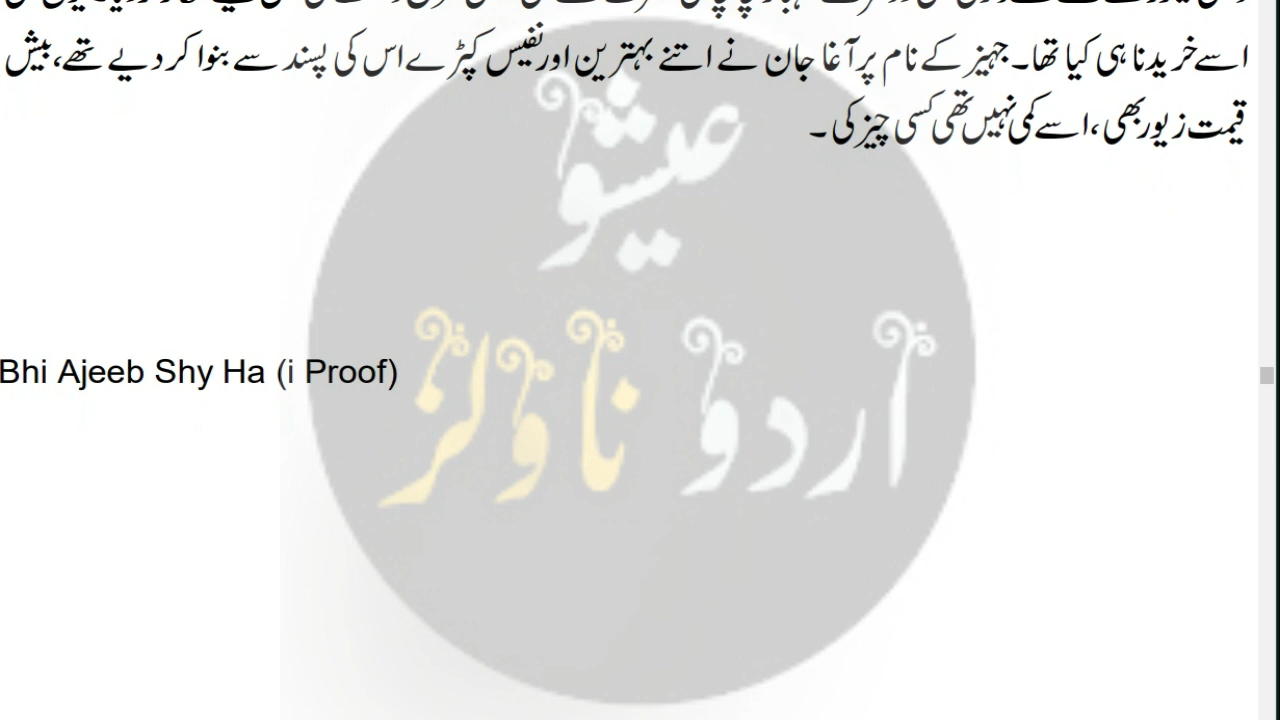 اسے خریدنا ہی کیا تھا۔ جہیز کے نام پر آغا جان نے اتنے بہترین اور نفیس کپڑے اس کی پسند سے بنوا کر دیے تھے، بیش
قیمت زیور بھی، اسے کمی نہیں تھی کسی چیز کی ۔
عیشو
اردو ناولز
Bhi Ajeeb Shy Ha (i Proof)